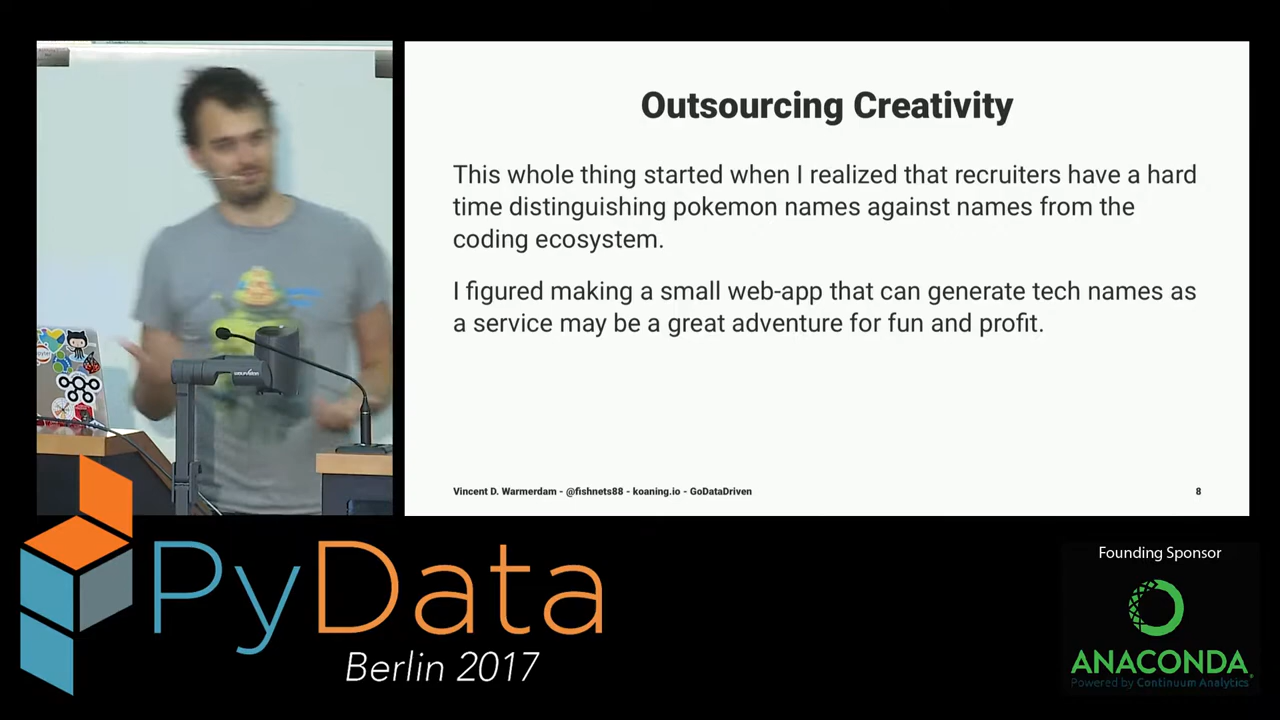 Outsourcing Creativity
This whole thing started when I realized that recruiters have a hard
time distinguishing pokemon names against names from the
coding ecosystem.
I figured making a small web-app that can generate tech names as
a service may be a great adventure for fun and profit.
Vincent D. Warmerdam - @fishnets88 - koaning.io - GoDataDriven
8
PyData
Berlin 2017
Founding Sponsor
ANACONDA
Powered by Continuum Analytics